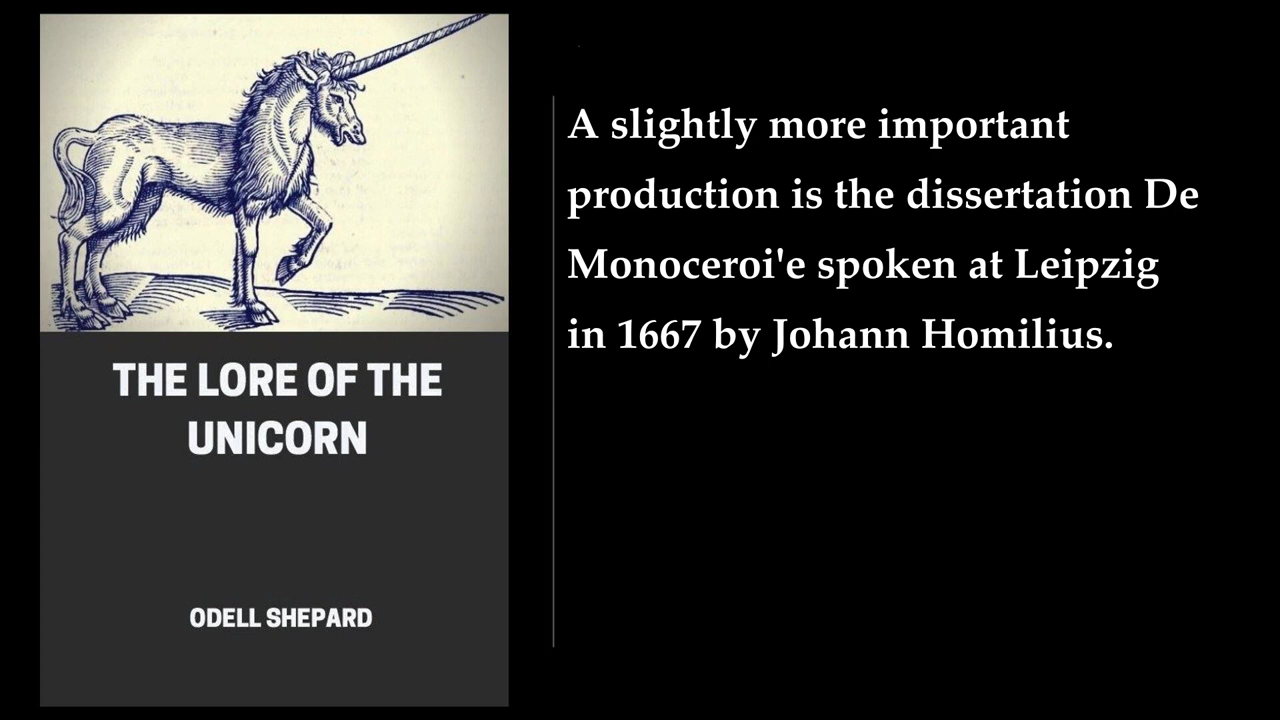 THE LORE OF THE
UNICORN
ODELL SHEPARD
A slightly more important
production is the dissertation De
Monoceroi'e spoken at Leipzig
in 1667 by Johann Homilius.